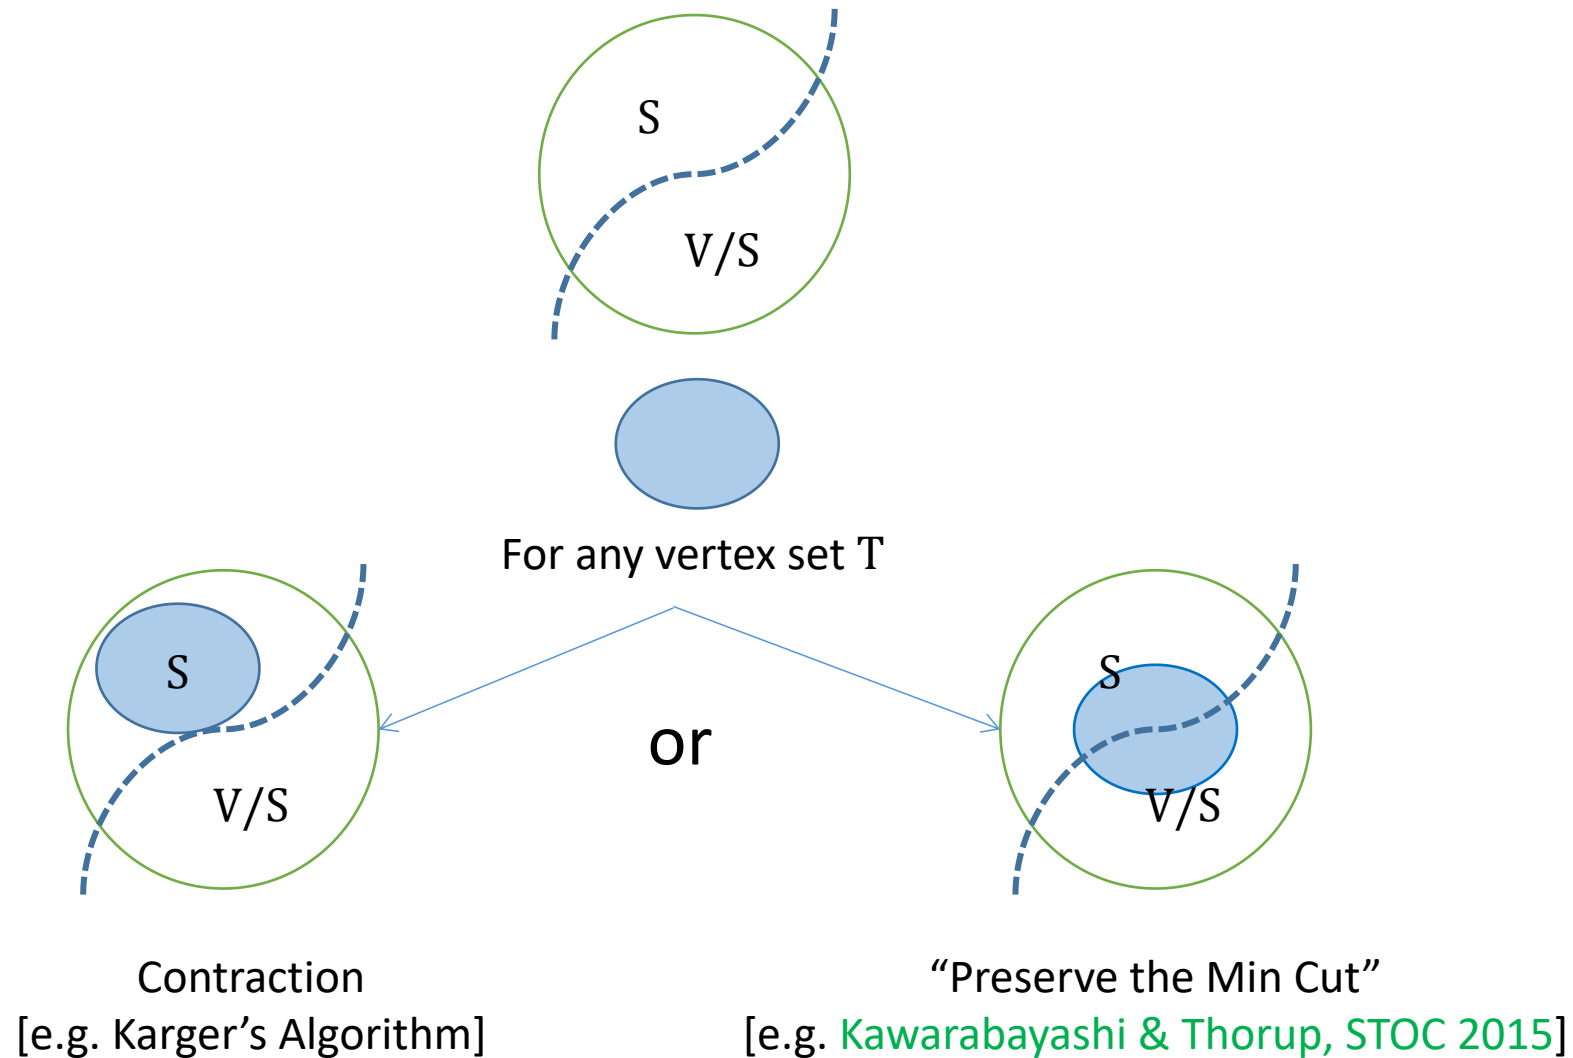 S
V/S
For any vertex set T
S
V/S
or
S
V/S
Contraction
[e.g. Karger's Algorithm]
“Preserve the Min Cut”
[e.g. Kawarabayashi & Thorup, STOC 2015]